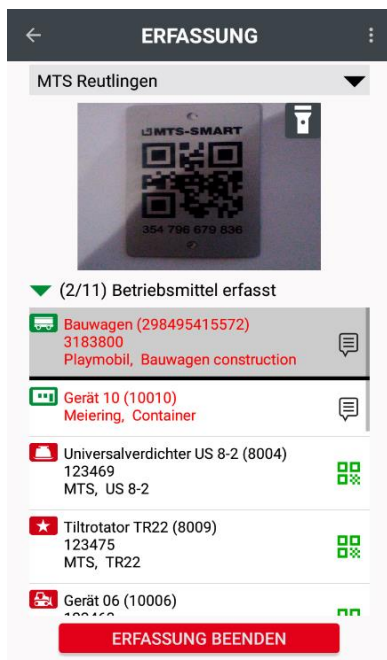 ERFASSUNG
MTS Reutlingen
MTS-SMART
354 796 679 836
(2/11) Betriebsmittel erfasst
Bauwagen (298495415572)
3183800
Playmobil, Bauwagen construction
Gerät 10 (10010)
Meiering, Container
Universalverdichter US 8-2 (8004)
123469
MTS, US 8-2
Tiltrotator TR22 (8009)
123475
MTS, TR22
Gerät 06 (10006)
ERFASSUNG BEENDEN